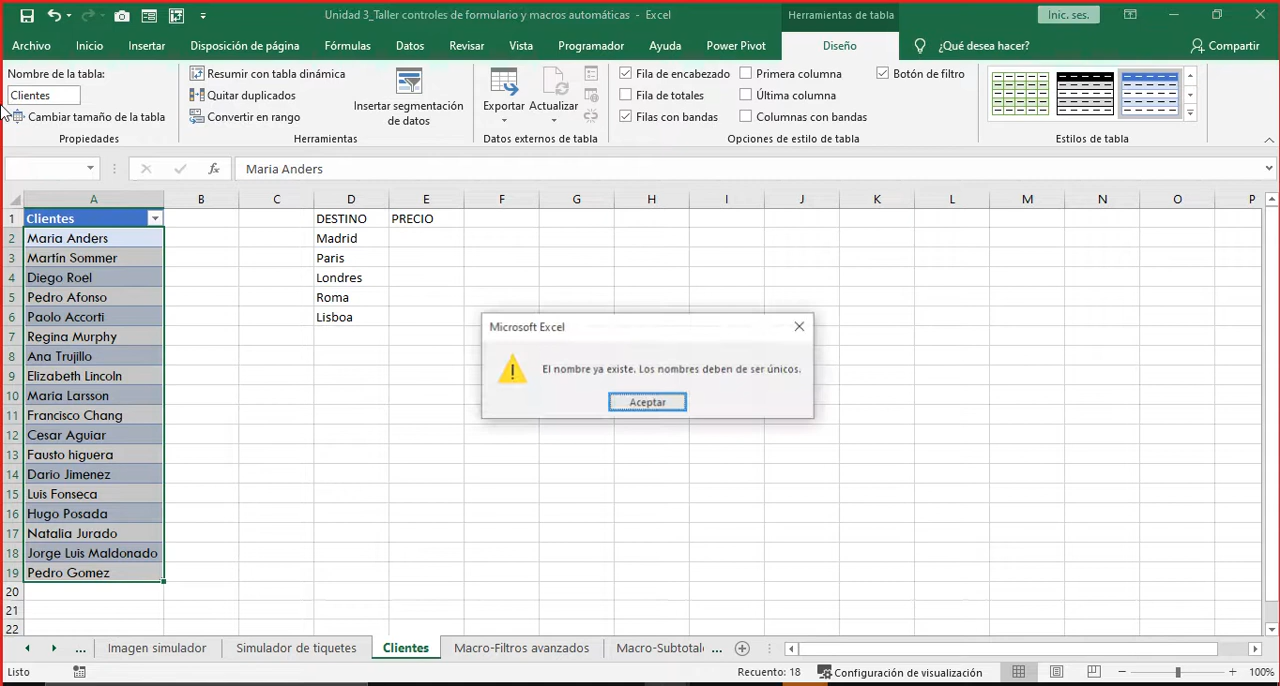 Unidad 3_Taller controles de formulario y macros automáticas - Excel
Herramientas de tabla
Inic. ses.
Archivo Inicio Insertar Disposición de página Fórmulas Datos Revisar Vista Programador Ayuda Power Pivot Diseño ¿Qué desea hacer? Compartir
Nombre de la tabla:
Clientes
Cambiar tamaño de la tabla
Propiedades
Resumir con tabla dinámica
Quitar duplicados
Convertir en rango
Insertar segmentación
de datos
Herramientas
Exportar Actualizar
Datos externos de tabla
Fila de encabezado Primera columna Botón de filtro
Fila de totales Última columna
Filas con bandas Columnas con bandas
Opciones de estilo de tabla
Estilos de tabla
fx Maria Anders
A B C D E F G H I J K L M N O P
1 Clientes DESTINO PRECIO
2 Maria Anders Madrid
3 Martín Sommer Paris
4 Diego Roel Londres
5 Pedro Afonso Roma
6 Paolo Accorti Lisboa
7 Regina Murphy
8 Ana Trujillo
9 Elizabeth Lincoln
10 Maria Larsson
11 Francisco Chang
12 Cesar Aguiar
13 Fausto higuera
14 Dario Jimenez
15 Luis Fonseca
16 Hugo Posada
17 Natalia Jurado
18 Jorge Luis Maldonado
19 Pedro Gomez
20
21
22
Microsoft Excel
El nombre ya existe. Los nombres deben de ser únicos.
Aceptar
... Imagen simulador Simulador de tiquetes Clientes Macro-Filtros avanzados Macro-Subtotale ...
Listo Recuento: 18 Configuración de visualización 100%